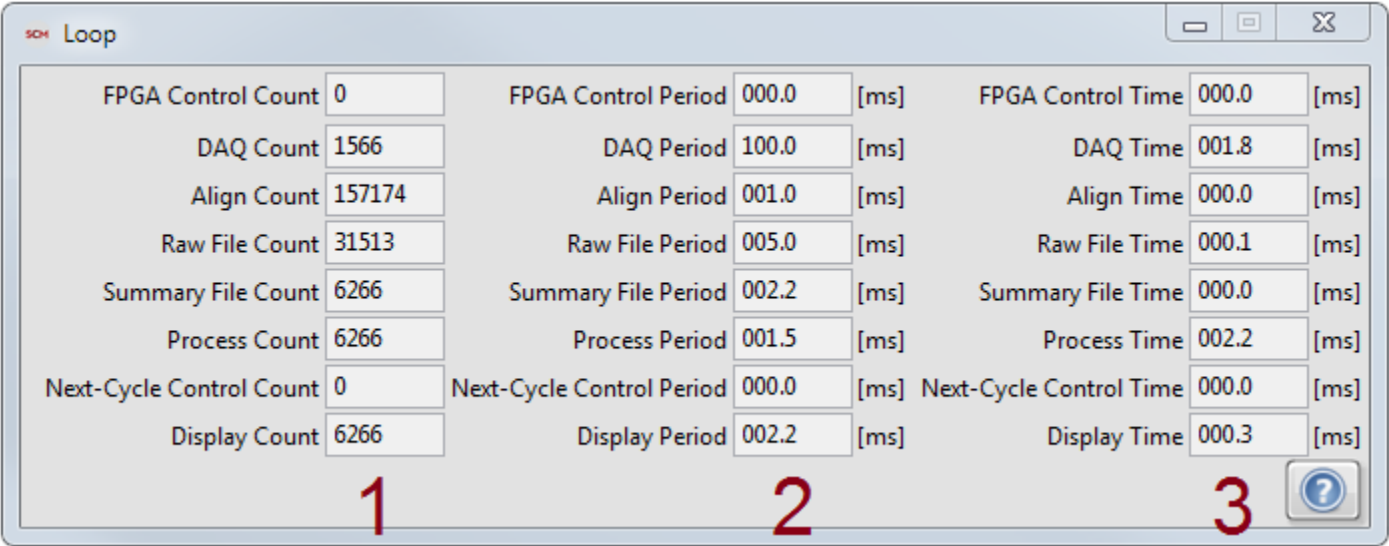 SCM Loop
FPGA Control Count 0 FPGA Control Period 000.0 [ms] FPGA Control Time 000.0 [ms]
DAQ Count 1566 DAQ Period 100.0 [ms] DAQ Time 001.8 [ms]
Align Count 157174 Align Period 001.0 [ms] Align Time 000.0 [ms]
Raw File Count 31513 Raw File Period 005.0 [ms] Raw File Time 000.1 [ms]
Summary File Count 6266 Summary File Period 002.2 [ms] Summary File Time 000.0 [ms]
Process Count 6266 Process Period 001.5 [ms] Process Time 002.2 [ms]
Next-Cycle Control Count 0 Next-Cycle Control Period 000.0 [ms] Next-Cycle Control Time 000.0 [ms]
Display Count 6266 Display Period 002.2 [ms] Display Time 000.3 [ms]
1 2 3 ?